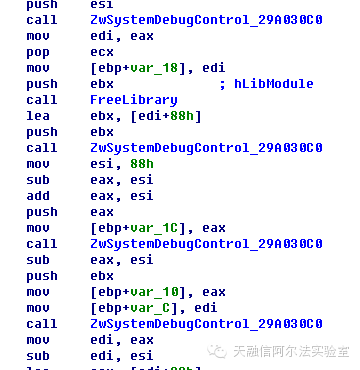 push    esi
call    ZwSystemDebugControl_29A030C0
mov     edi, eax
pop     ecx
mov     [ebp+var_18], edi
push    ebx             ; hLibModule
call    FreeLibrary
lea     ebx, [edi+88h]
push    ebx
call    ZwSystemDebugControl_29A030C0
mov     esi, 88h
sub     eax, esi
add     eax, esi
push    eax
mov     [ebp+var_1C], eax
call    ZwSystemDebugControl_29A030C0
sub     eax, esi
push    ebx
mov     [ebp+var_10], eax
mov     [ebp+var_C], edi
call    ZwSystemDebugControl_29A030C0
mov     edi, eax
sub     edi, esi
天融信阿尔法实验室